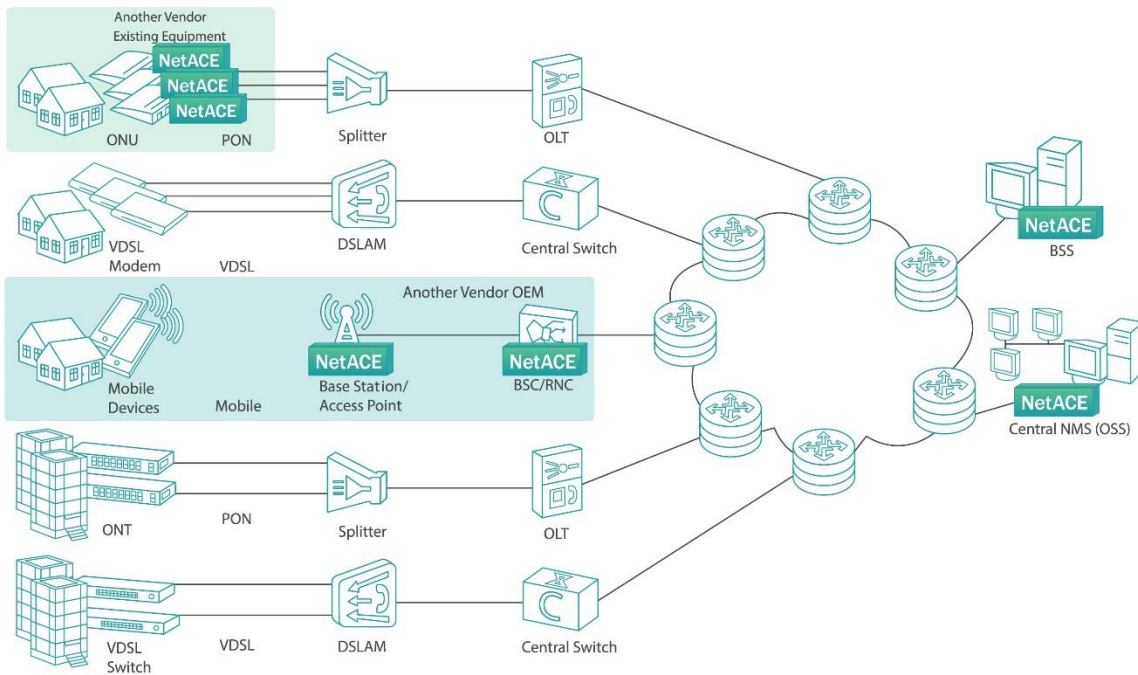 Another Vendor
Existing Equipment
NetACE
NetACE
NetACE
ONU
PON
Splitter
OLT
VDSL
Modem
VDSL
DSLAM
Central Switch
NetACE
BSS
Another Vendor OEM
Mobile
Devices
Mobile
NetACE
Base Station/
Access Point
NetACE
BSC/RNC
NetACE
Central NMS (OSS)
ONT
PON
Splitter
OLT
VDSL
Switch
VDSL
DSLAM
Central Switch